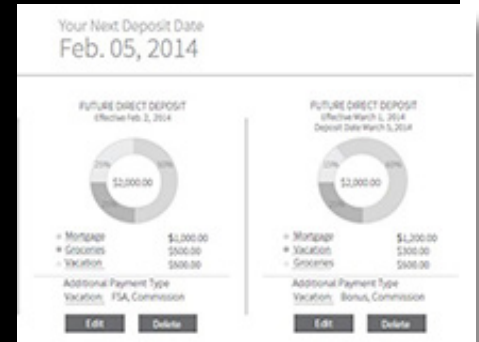 Your Next Deposit Date
Feb. 05, 2014
FUTURE DIRECT DEPOSIT
Effective Feb. 2, 2014
25%
$2,000.00
Mortgage $1,000.00
Groceries $500.00
Vacation $500.00
Additional Payment Type
Vacation: FSA, Commission
Edit Delete
FUTURE DIRECT DEPOSIT
Effective March 1, 2014
Deposit Date March 5, 2014
60%
$2,000.00
Mortgage $1,200.00
Vacation $300.00
Groceries $500.00
Additional Payment Type
Vacation: Bonus, Commission
Edit Delete